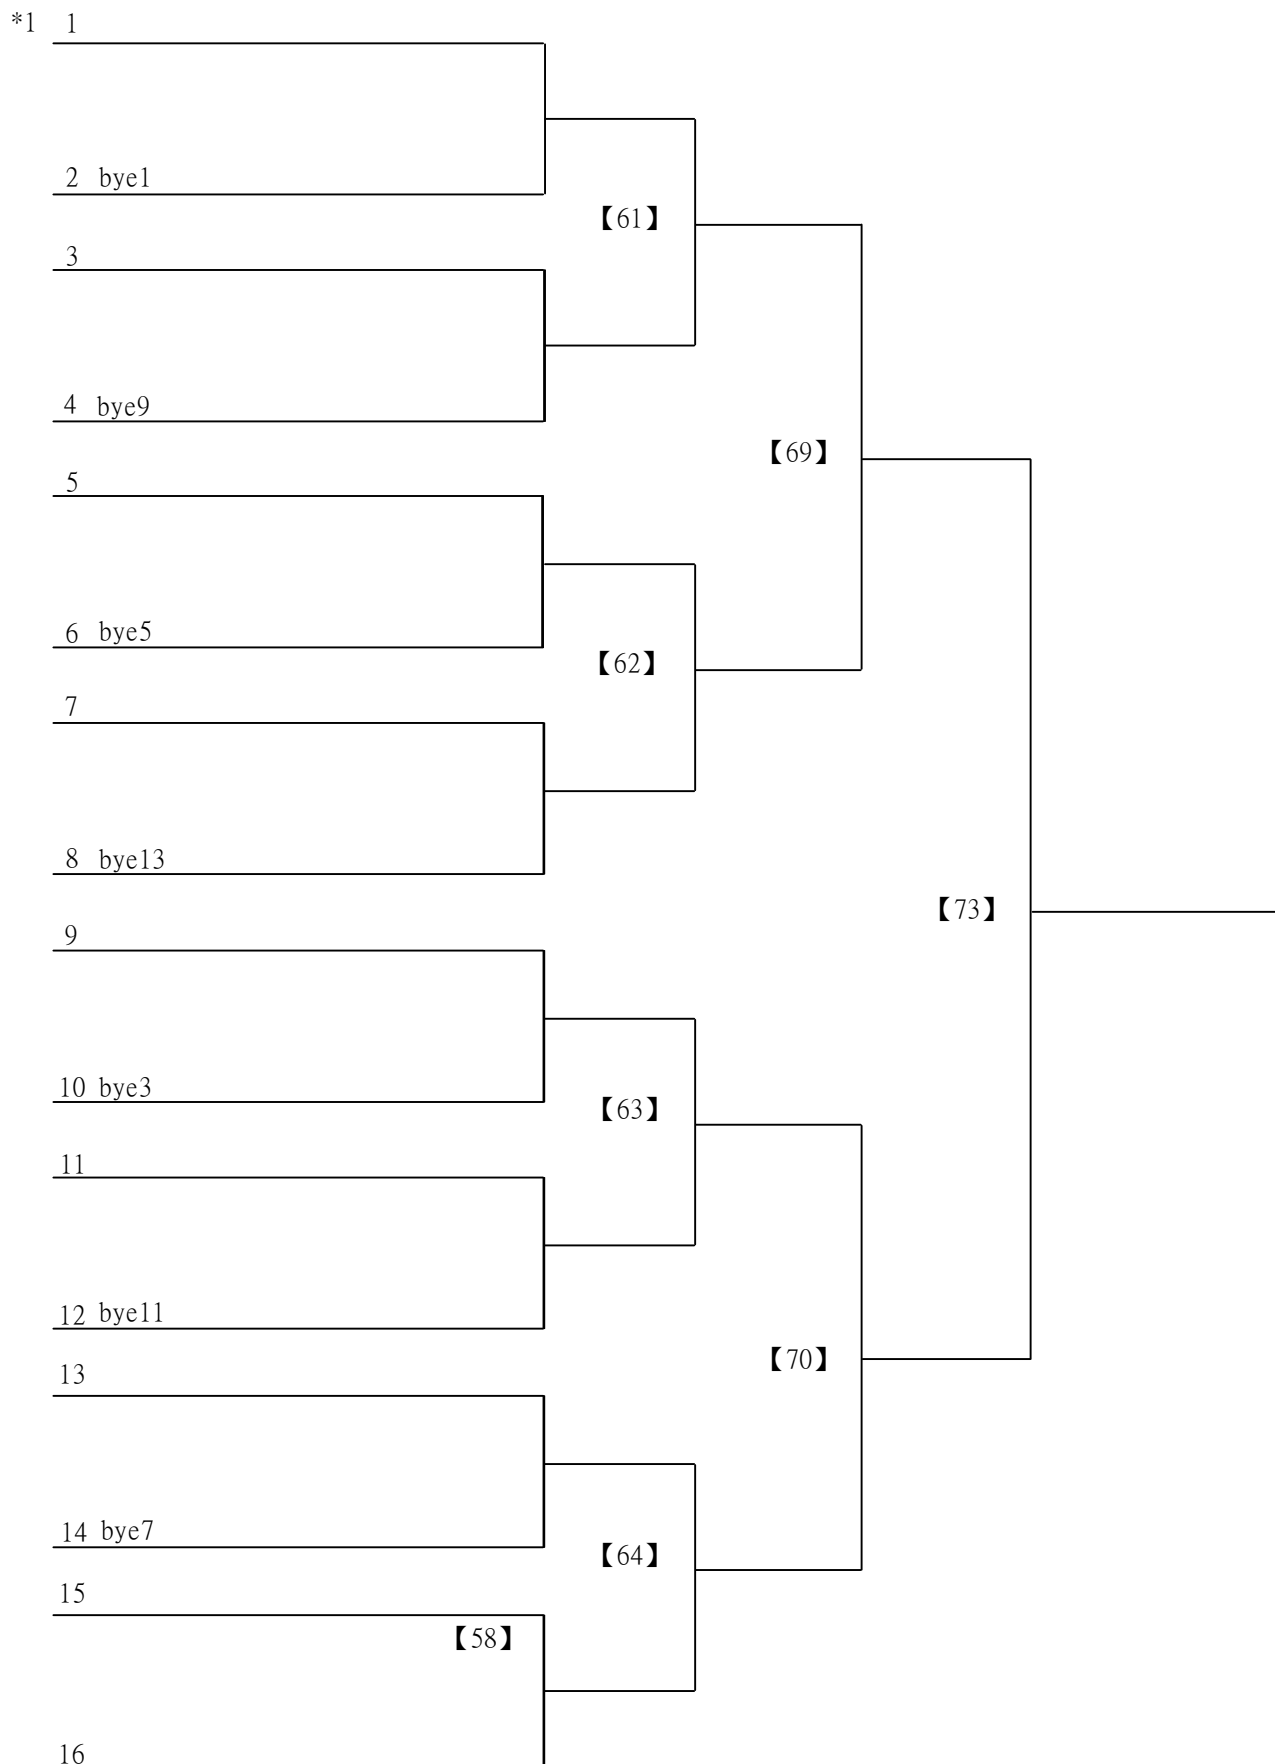 *1 1
2 bye1
【61】
3
4 bye9
【69】
5
6 bye5
【62】
7
8 bye13
【73】
9
10 bye3
【63】
11
12 bye11
【70】
13
14 bye7
【64】
15
【58】
16